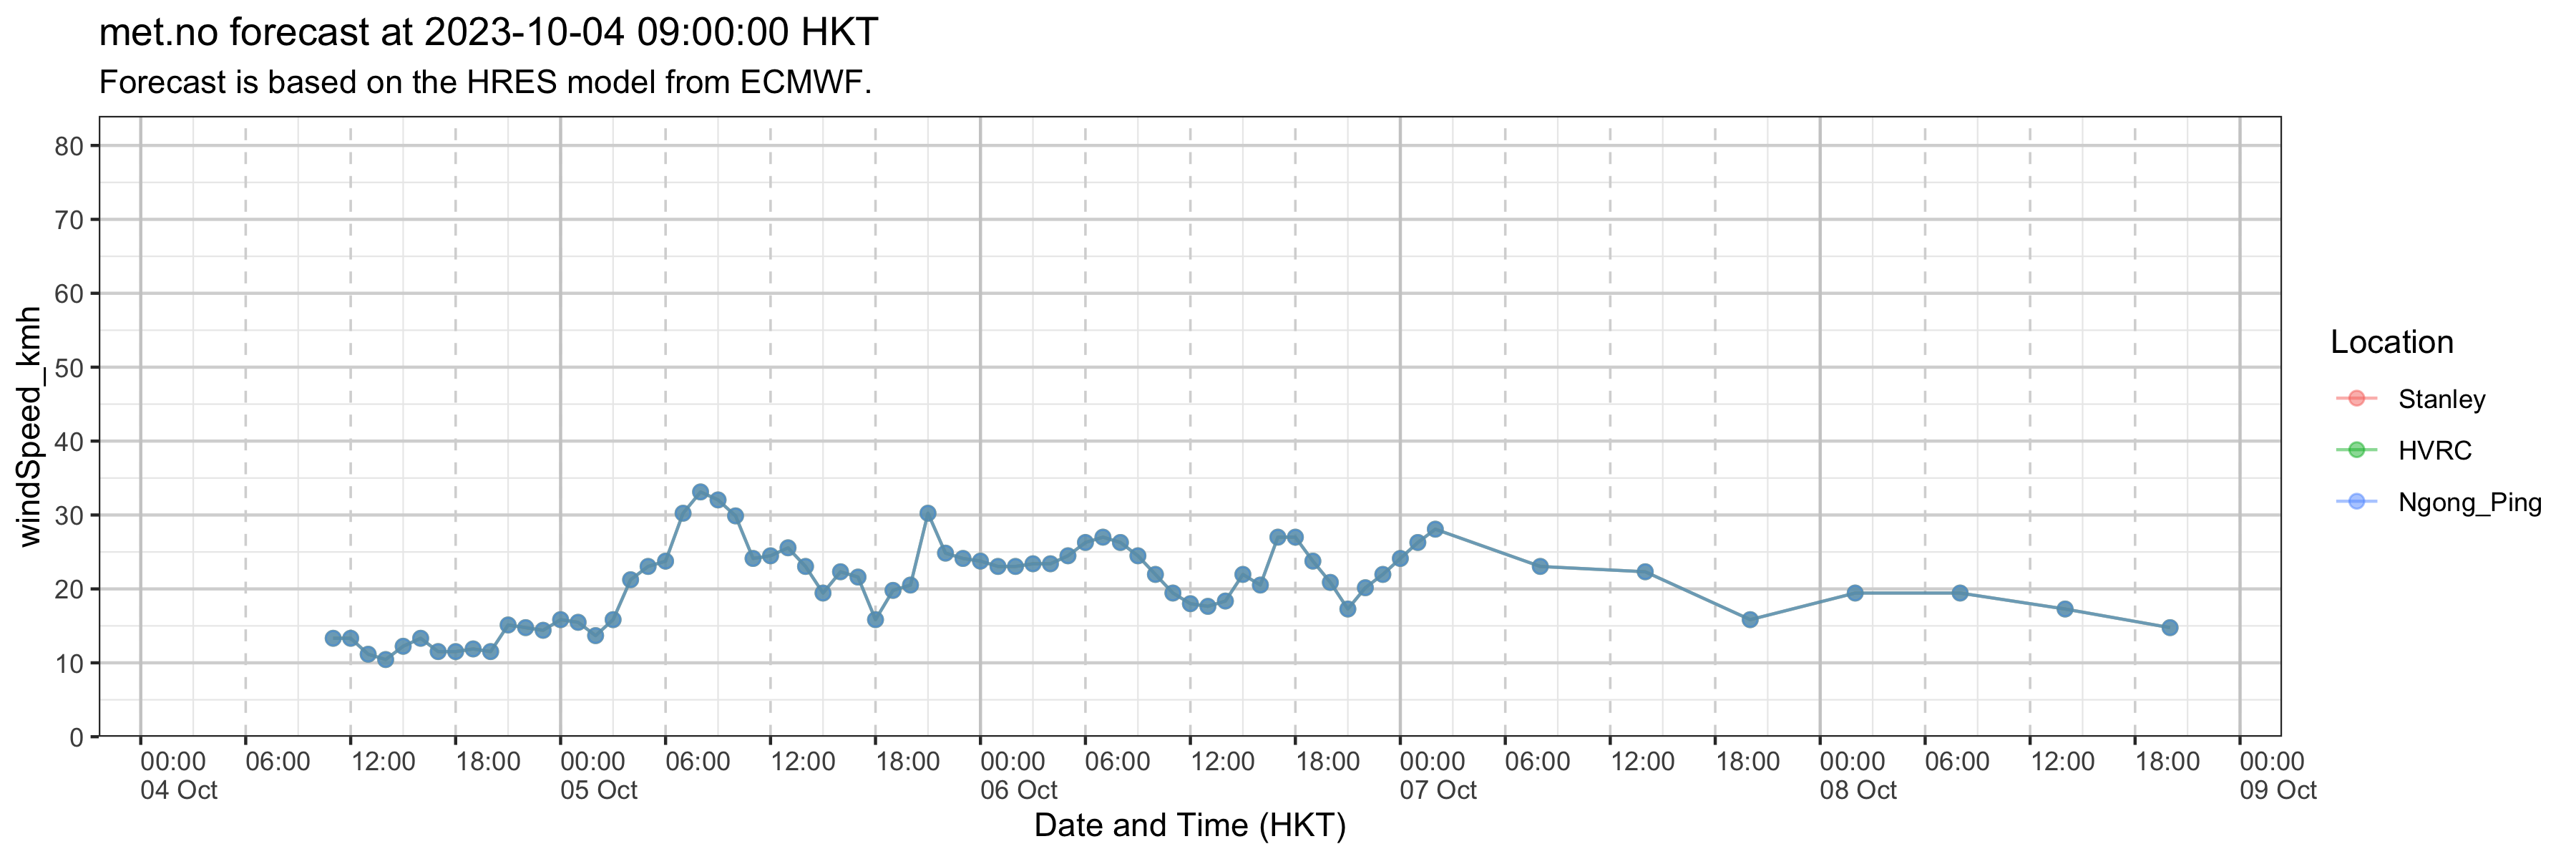 met.no forecast at 2023-10-04 09:00:00 HKT
Forecast is based on the HRES model from ECMWF.
windSpeed_kmh
80
70
60
50
40
30
20
10
0
00:00 06:00 12:00 18:00 00:00 06:00 12:00 18:00 00:00 06:00 12:00 18:00 00:00 06:00 12:00 18:00 00:00 06:00 12:00 18:00 00:00
04 Oct 05 Oct 06 Oct 07 Oct 08 Oct 09 Oct
Date and Time (HKT)
Location
Stanley
HVRC
Ngong_Ping